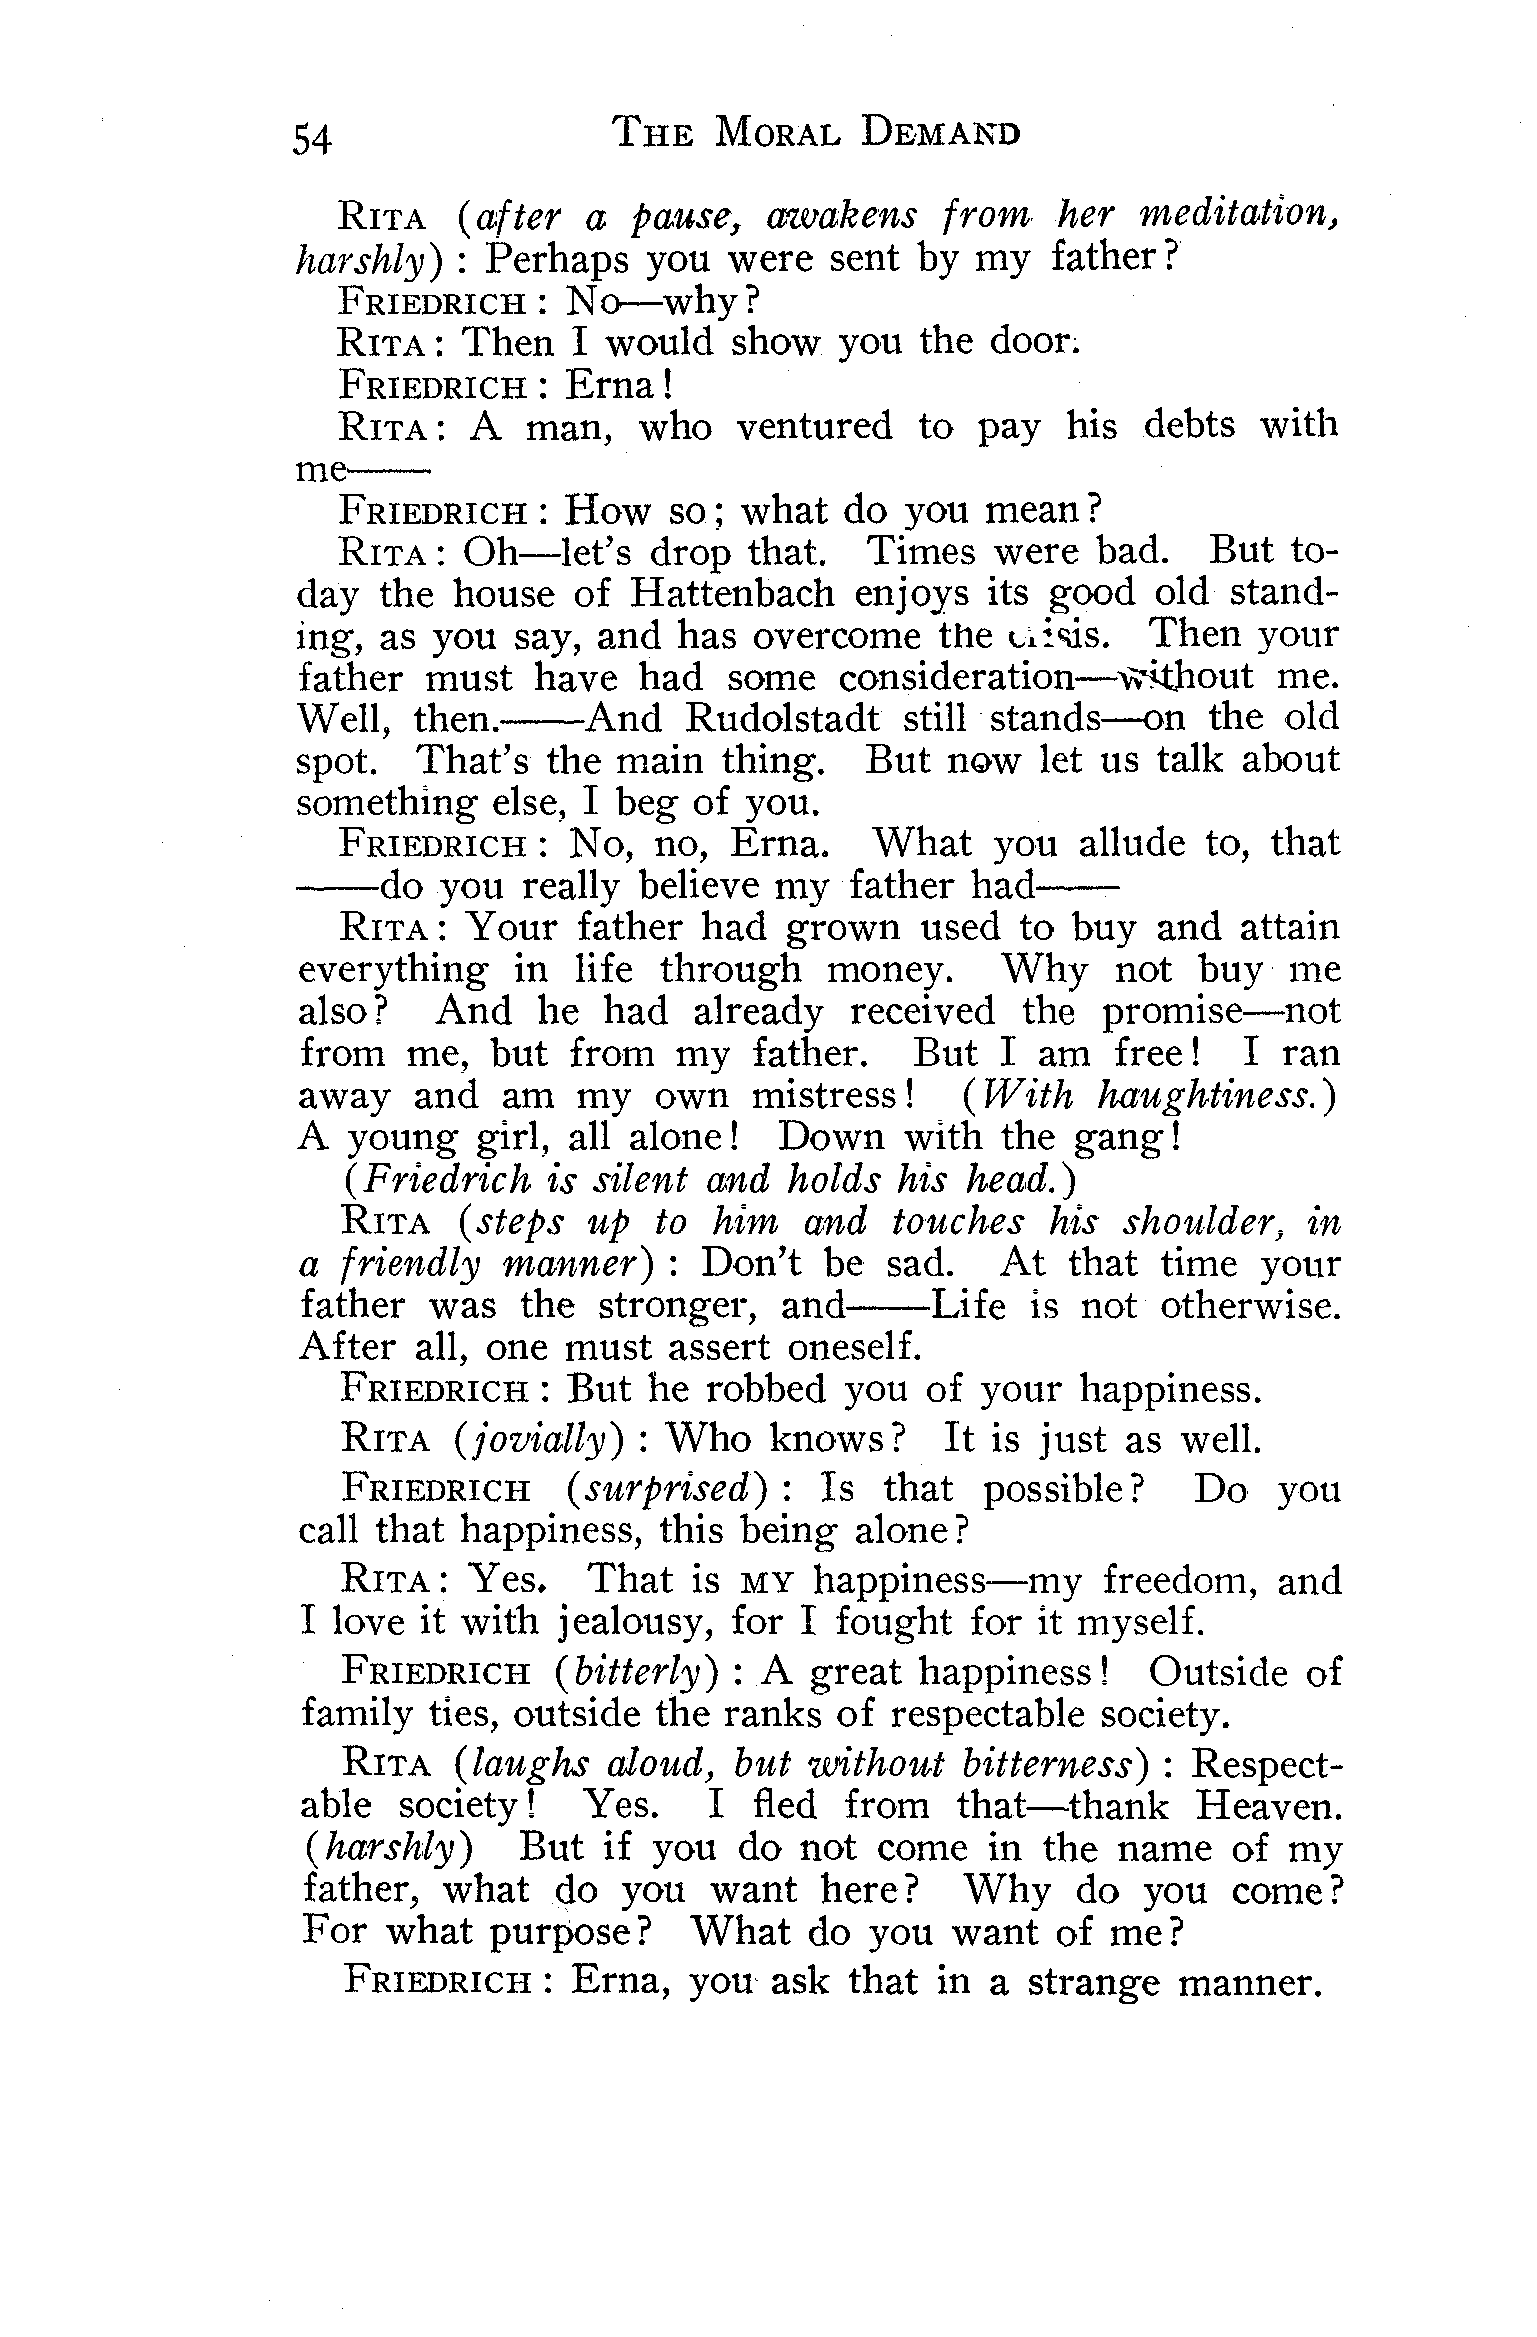 54 THE MORAL DEMAND
RITA (after a pause, awakens from her meditation,
harshly) : Perhaps you were sent by my father?
FRIEDRICH : No—why?
RITA : Then I would show you the door.
FRIEDRICH : Erna !
RITA : A man, who ventured to pay his debts with
me——
FRIEDRICH : How so ; what do you mean?
RITA : Oh—let's drop that. Times were bad. But to-
day the house of Hattenbach enjoys its good old stand-
ing, as you say, and has overcome the crisis. Then your
father must have had some consideration—without me.
Well, then.——And Rudolstadt still stands—on the old
spot. That's the main thing. But now let us talk about
something else, I beg of you.
FRIEDRICH : No, no, Erna. What you allude to, that
——do you really believe my father had——
RITA : Your father had grown used to buy and attain
everything in life through money. Why not buy me
also? And he had already received the promise—not
from me, but from my father. But I am free! I ran
away and am my own mistress! (With haughtiness.)
A young girl, all alone! Down with the gang!
(Friedrich is silent and holds his head.)
RITA (steps up to him and touches his shoulder, in
a friendly manner) : Don't be sad. At that time your
father was the stronger, and——Life is not otherwise.
After all, one must assert oneself.
FRIEDRICH : But he robbed you of your happiness.
RITA (jovially) : Who knows? It is just as well.
FRIEDRICH (surprised) : Is that possible? Do you
call that happiness, this being alone?
RITA : Yes. That is MY happiness—my freedom, and
I love it with jealousy, for I fought for it myself.
FRIEDRICH (bitterly) : A great happiness! Outside of
family ties, outside the ranks of respectable society.
RITA (laughs aloud, but without bitterness) : Respect-
able society! Yes. I fled from that—thank Heaven.
(harshly) But if you do not come in the name of my
father, what do you want here? Why do you come?
For what purpose? What do you want of me?
FRIEDRICH : Erna, you ask that in a strange manner.